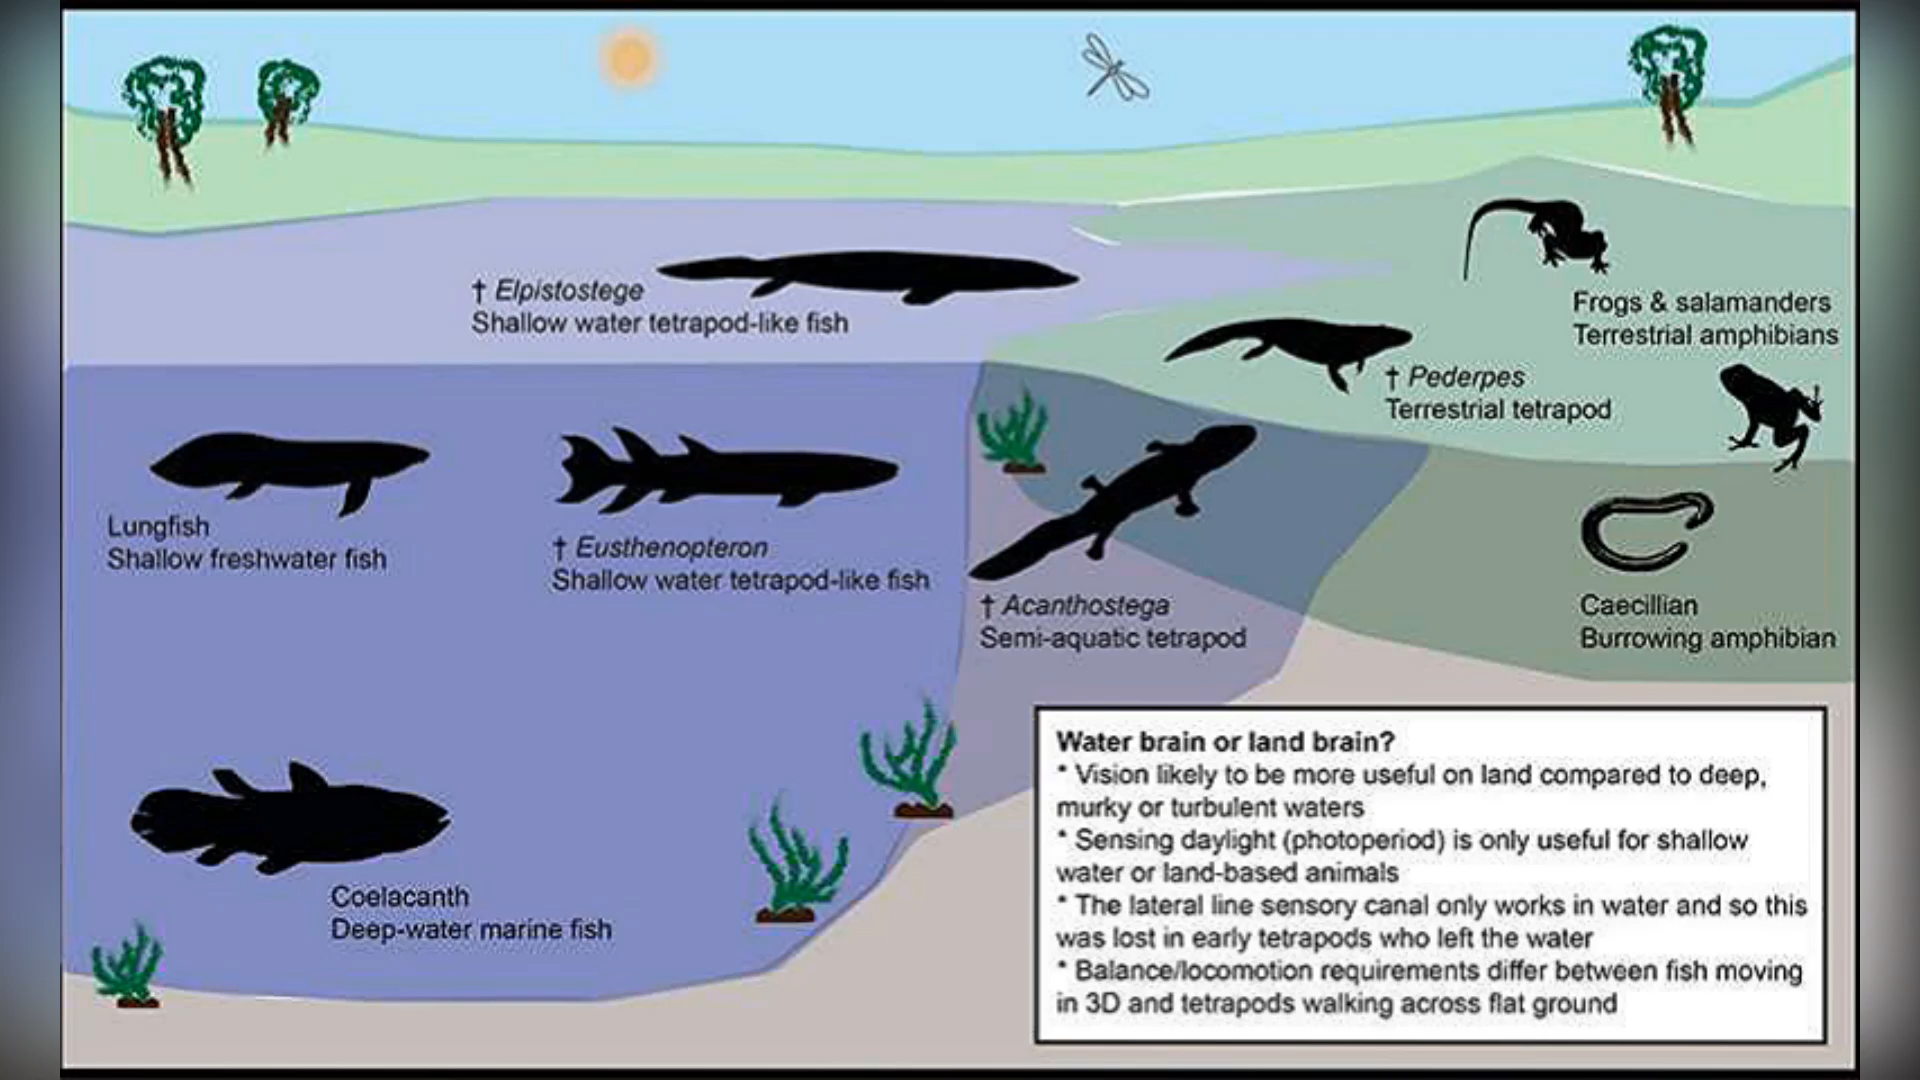 † Elpistostege
Shallow water tetrapod-like fish
Frogs & salamanders
Terrestrial amphibians
† Pederpes
Terrestrial tetrapod
Lungfish
Shallow freshwater fish
† Eusthenopteron
Shallow water tetrapod-like fish
† Acanthostega
Semi-aquatic tetrapod
Caecillian
Burrowing amphibian
Coelacanth
Deep-water marine fish
Water brain or land brain?
* Vision likely to be more useful on land compared to deep,
murky or turbulent waters
* Sensing daylight (photoperiod) is only useful for shallow
water or land-based animals
* The lateral line sensory canal only works in water and so this
was lost in early tetrapods who left the water
* Balance/locomotion requirements differ between fish moving
in 3D and tetrapods walking across flat ground